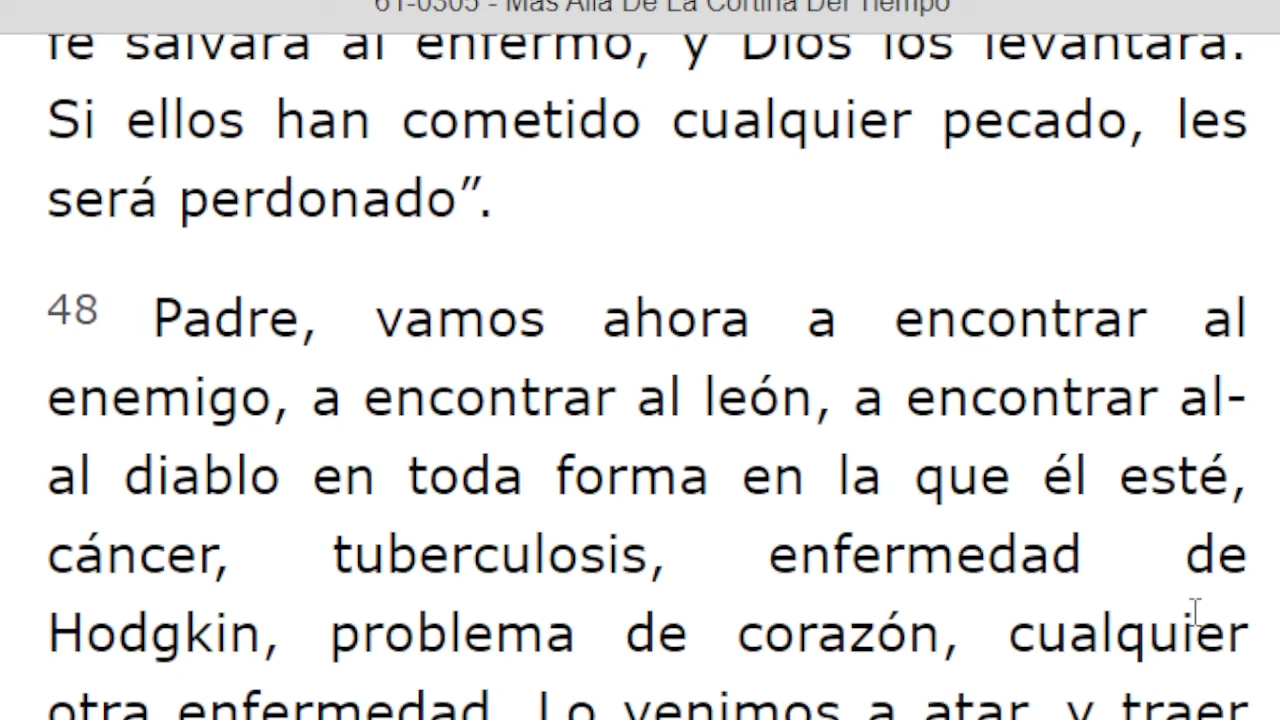 61-0305 - Más Allá De La Cortina Del Tiempo
fe salvará al enfermo, y Dios los levantará.
Si ellos han cometido cualquier pecado, les
será perdonado”.
48 Padre, vamos ahora a encontrar al
enemigo, a encontrar al león, a encontrar al-
al diablo en toda forma en la que él esté,
cáncer, tuberculosis, enfermedad de
Hodgkin, problema de corazón, cualquier
otra enfermedad. Lo venimos a atar, y traer